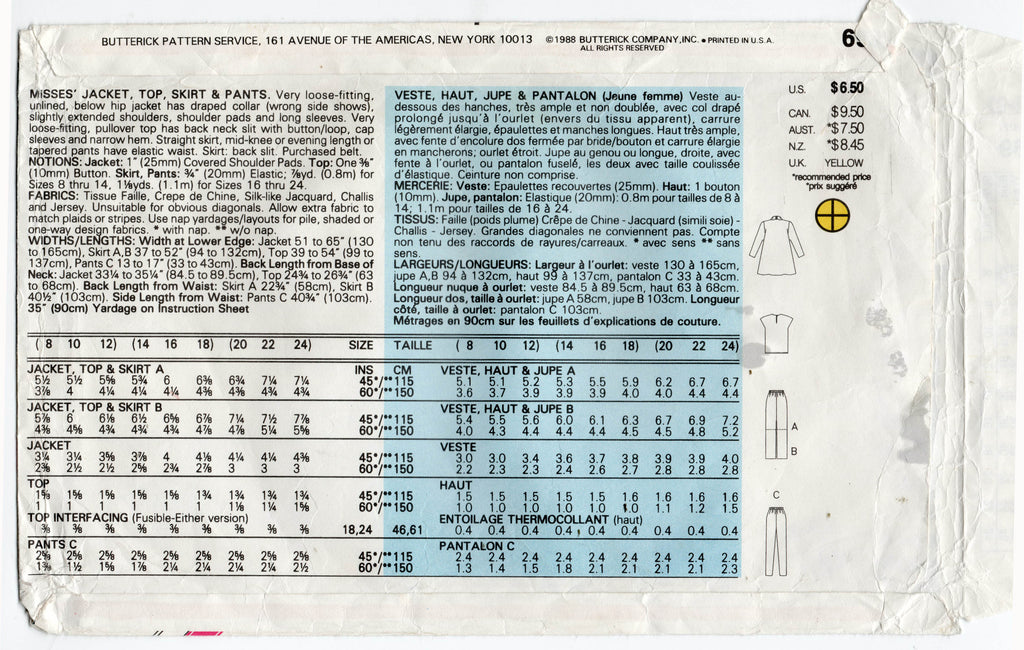 BUTTERICK PATTERN SERVICE, 161 AVENUE OF THE AMERICAS, NEW YORK 10013 ©1988 BUTTERICK COMPANY, INC. • PRINTED IN U.S.A.
ALL RIGHTS RESERVED
MISSES' JACKET, TOP, SKIRT & PANTS. Very loose-fitting,
unlined, below hip jacket has draped collar (wrong side shows),
slightly extended shoulders, shoulder pads and long sleeves. Very
loose-fitting, pullover top has back neck slit with button/loop, cap
sleeves and narrow hem. Straight skirt, mid-knee or evening length or
tapered pants have elastic waist. Skirt: back slit. Purchased belt.
NOTIONS: Jacket: 1" (25mm) Covered Shoulder Pads. Top: One ⅜"
(10mm) Button. Skirt, Pants: ¾" (20mm) Elastic; ⅞yd. (0.8m) for
Sizes 8 thru 14, 1⅛yds. (1.1m) for Sizes 16 thru 24.
FABRICS: Tissue Faille, Crepe de Chine, Silk-like Jacquard, Challis
and Jersey. Unsuitable for obvious diagonals. Allow extra fabric to
match plaids or stripes. Use nap yardages/layouts for pile, shaded or
one-way design fabrics. * with nap. ** w/o nap.
WIDTHS/LENGTHS: Width at Lower Edge: Jacket 51 to 65" (130
to 165cm), Skirt A,B 37 to 52" (94 to 132cm), Top 39 to 54" (99 to
137cm), Pants C 13 to 17" (33 to 43cm). Back Length from Base of
Neck: Jacket 33¼ to 35¼" (84.5 to 89.5cm), Top 24¾ to 26¾" (63
to 68cm). Back Length from Waist: Skirt A 22¾" (58cm), Skirt B
40½" (103cm). Side Length from Waist: Pants C 40¾" (103cm).
35" (90cm) Yardage on Instruction Sheet
VESTE, HAUT, JUPE & PANTALON (Jeune femme) Veste au-
dessous des hanches, très ample et non doublée, avec col drapé
prolongé jusqu'à l'ourlet (envers du tissu apparent), carrure
légèrement élargie, épaulettes et manches longues. Haut très ample,
avec fente d'encolure dos fermée par bride/bouton et carrure élargie
en mancherons; ourlet étroit. Jupe au genou ou longue, droite, avec
fente à l'ourlet, ou pantalon fuselé, les deux avec taille coulissée
d'élastique. Ceinture non comprise.
MERCERIE: Veste: Epaulettes recouvertes (25mm). Haut: 1 bouton
(10mm). Jupe, pantalon: Elastique (20mm): 0.8m pour tailles de 8 à
14; 1.1m pour tailles de 16 à 24.
TISSUS: Faille (poids plume) Crêpe de Chine - Jacquard (simili soie) -
Challis - Jersey. Grandes diagonales ne conviennent pas. Compte
non tenu des raccords de rayures/carreaux. * avec sens ** sans
sens.
LARGEURS/LONGUEURS: Largeur à l'ourlet: veste 130 à 165cm,
jupe A,B 94 à 132cm, haut 99 à 137cm, pantalon C 33 à 43cm.
Longueur nuque à ourlet: veste 84.5 à 89.5cm, haut 63 à 68cm.
Longueur dos, taille à ourlet: jupe A 58cm, jupe B 103cm. Longueur
côté, taille à ourlet: pantalon C 103cm.
Métrages en 90cm sur les feuillets d'explications de couture.
U.S. $6.50
CAN. $9.50
AUST. *$7.50
N.Z. *$8.45
U.K. YELLOW
*recommended price
*prix suggéré
A
B
C
( 8 10 12) (14 16 18) (20 22 24) SIZE TAILLE ( 8 10 12) (14 16 18) (20 22 24)
JACKET, TOP & SKIRT A INS CM VESTE, HAUT & JUPE A
5½ 5½ 5⅝ 5¾ 6 6⅜ 6¾ 7¼ 7¼ 45*/**115 5.1 5.1 5.2 5.3 5.5 5.9 6.2 6.7 6.7
3⅞ 4 4¼ 4¼ 4¼ 4⅜ 4⅜ 4¾ 4¾ 60*/**150 3.6 3.7 3.9 3.9 3.9 4.0 4.0 4.4 4.4
JACKET, TOP & SKIRT B VESTE, HAUT & JUPE B
5⅞ 6 6⅛ 6½ 6⅝ 6⅞ 7¼ 7½ 7⅞ 45*/**115 5.4 5.5 5.6 6.0 6.1 6.3 6.7 6.9 7.2
4⅜ 4⅝ 4¾ 4¾ 4¾ 4⅞ 4⅞ 5¼ 5⅝ 60*/**150 4.0 4.3 4.4 4.4 4.4 4.5 4.5 4.8 5.2
JACKET VESTE
3¼ 3¼ 3⅝ 3⅞ 4 4⅛ 4¼ 4¼ 4⅜ 45*/**115 3.0 3.0 3.4 3.6 3.7 3.8 3.9 3.9 4.0
2⅜ 2½ 2½ 2⅝ 2¾ 2⅞ 3 3 3 60*/**150 2.2 2.3 2.3 2.4 2.6 2.7 2.8 2.8 2.8
TOP HAUT
1⅝ 1⅝ 1⅝ 1⅝ 1⅝ 1¾ 1¾ 1¾ 1¾ 45*/**115 1.5 1.5 1.5 1.5 1.5 1.6 1.6 1.6 1.6
1 1 1 1 1 1 1⅛ 1¼ 1⅝ 60*/**150 1.0 1.0 1.0 1.0 1.0 1.0 1.1 1.2 1.5
TOP INTERFACING (Fusible-Either version) ENTOILAGE THERMOCOLLANT (haut)
⅜ ⅜ ⅜ ⅜ ⅜ ⅜ ⅜ ⅜ ⅜ 18,24 46,61 0.4 0.4 0.4 0.4 0.4 0.4 0.4 0.4 0.4
PANTS C PANTALON C
2⅝ 2⅝ 2⅝ 2⅝ 2⅝ 2⅝ 2⅝ 2⅝ 2⅝ 45*/**115 2.4 2.4 2.4 2.4 2.4 2.4 2.4 2.4 2.4
1⅜ 1½ 1⅝ 1⅞ 2¼ 2¼ 2¼ 2¼ 2½ 60*/**150 1.3 1.4 1.5 1.8 2.1 2.1 2.1 2.1 2.3